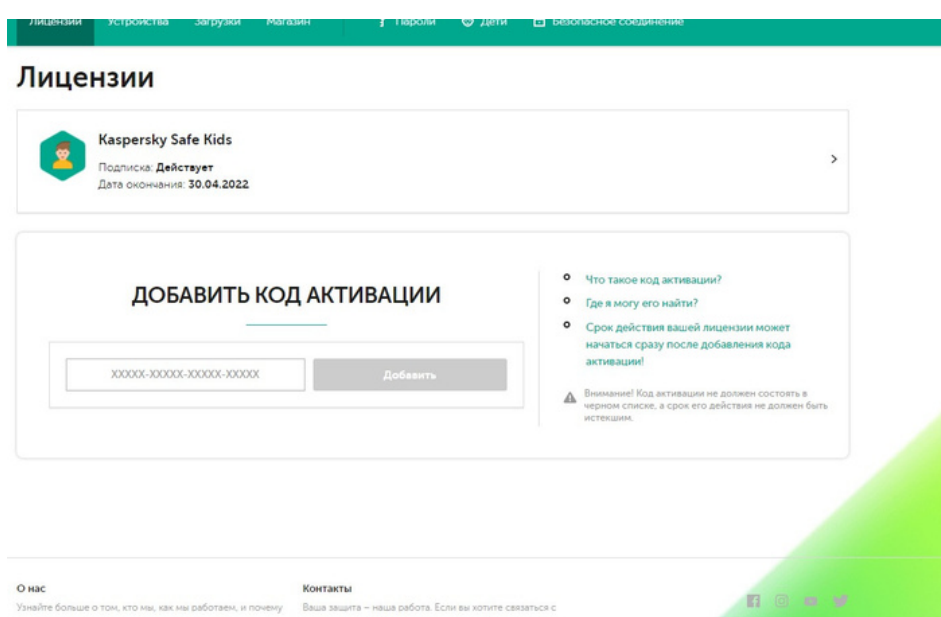 Лицензии Устройства Загрузки Магазин Пароли Дети Безопасное соединение
Лицензии
Kaspersky Safe Kids
Подписка: Действует
Дата окончания: 30.04.2022
ДОБАВИТЬ КОД АКТИВАЦИИ
XXXXX-XXXXX-XXXXX-XXXXX
Добавить
Что такое код активации?
Где я могу его найти?
Срок действия вашей лицензии может
начаться сразу после добавления кода
активации!
Внимание! Код активации не должен состоять в
черном списке, а срок его действия не должен быть
истекшим.
О нас
Узнайте больше о том, кто мы, как мы работаем, и почему
Контакты
Ваша защита – наша работа. Если вы хотите связаться с